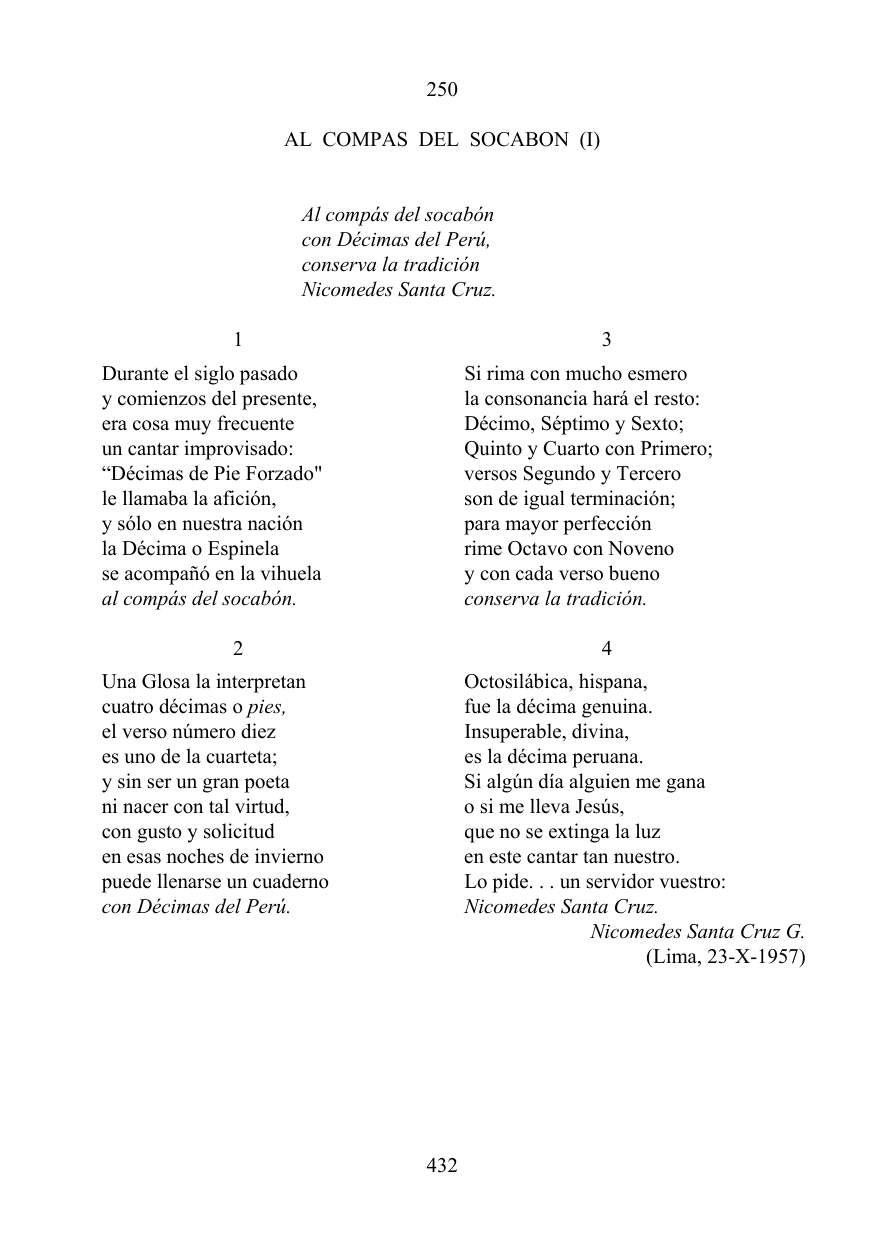 250
AL COMPAS DEL SOCABON (I)
Al compás del socabón
con Décimas del Perú,
conserva la tradición
Nicomedes Santa Cruz.
1
Durante el siglo pasado
y comienzos del presente,
era cosa muy frecuente
un cantar improvisado:
“Décimas de Pie Forzado"
le llamaba la afición,
y sólo en nuestra nación
la Décima o Espinela
se acompañó en la vihuela
al compás del socabón.
2
Una Glosa la interpretan
cuatro décimas o pies,
el verso número diez
es uno de la cuarteta;
y sin ser un gran poeta
ni nacer con tal virtud,
con gusto y solicitud
en esas noches de invierno
puede llenarse un cuaderno
con Décimas del Perú.
3
Si rima con mucho esmero
la consonancia hará el resto:
Décimo, Séptimo y Sexto;
Quinto y Cuarto con Primero;
versos Segundo y Tercero
son de igual terminación;
para mayor perfección
rime Octavo con Noveno
y con cada verso bueno
conserva la tradición.
4
Octosilábica, hispana,
fue la décima genuina.
Insuperable, divina,
es la décima peruana.
Si algún día alguien me gana
o si me lleva Jesús,
que no se extinga la luz
en este cantar tan nuestro.
Lo pide. . . un servidor vuestro:
Nicomedes Santa Cruz.
Nicomedes Santa Cruz G.
(Lima, 23-X-1957)
432